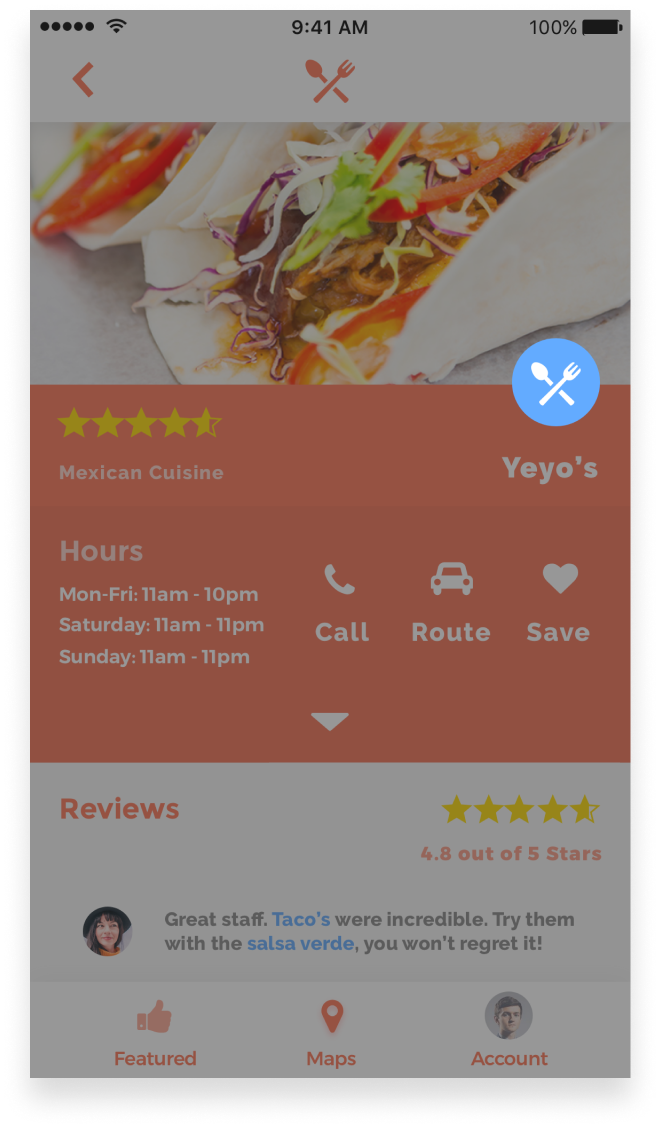 9:41 AM 100%
Mexican Cuisine
Yeyo’s
Hours
Mon-Fri: 11am - 10pm
Saturday: 11am - 11pm
Sunday: 11am - 11pm
Call Route Save
Reviews
4.8 out of 5 Stars
Great staff. Taco’s were incredible. Try them
with the salsa verde, you won’t regret it!
Featured Maps Account